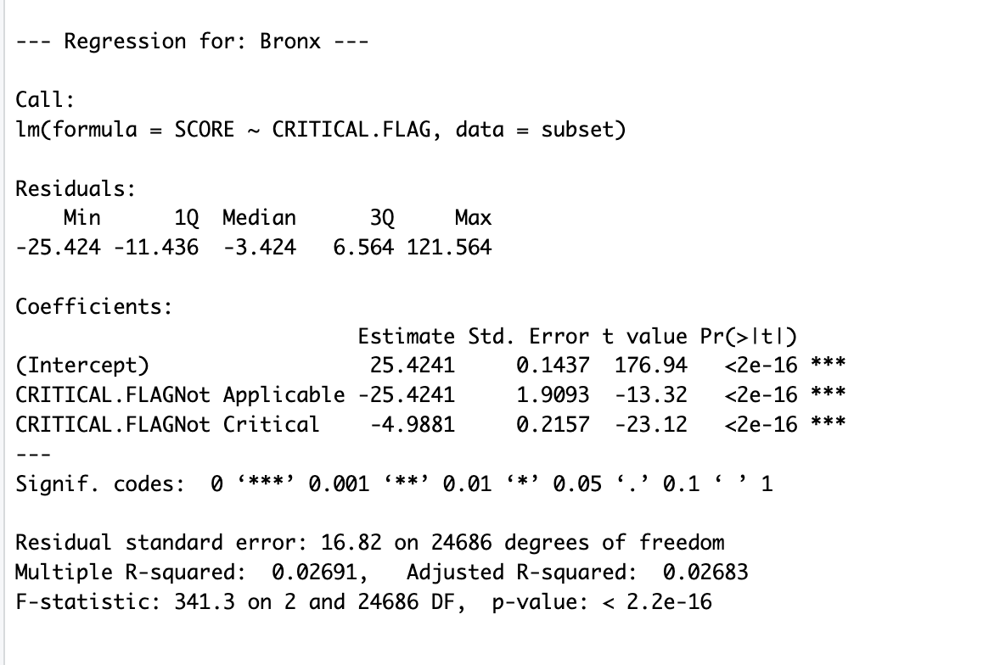 --- Regression for: Bronx ---
Call:
lm(formula = SCORE ~ CRITICAL.FLAG, data = subset)
Residuals:
    Min      1Q  Median      3Q     Max
-25.424 -11.436  -3.424   6.564 121.564
Coefficients:
                            Estimate Std. Error t value Pr(>|t|)
(Intercept)                  25.4241     0.1437  176.94   <2e-16 ***
CRITICAL.FLAGNot Applicable -25.4241     1.9093  -13.32   <2e-16 ***
CRITICAL.FLAGNot Critical    -4.9881     0.2157  -23.12   <2e-16 ***
---
Signif. codes:  0 ‘***’ 0.001 ‘**’ 0.01 ‘*’ 0.05 ‘.’ 0.1 ‘ ’ 1
Residual standard error: 16.82 on 24686 degrees of freedom
Multiple R-squared:  0.02691,   Adjusted R-squared:  0.02683
F-statistic: 341.3 on 2 and 24686 DF,  p-value: < 2.2e-16